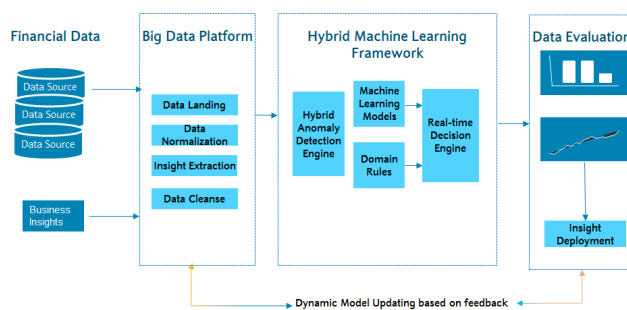 Financial Data
Data Source
Data Source
Data Source
Business
Insights
Big Data Platform
Data Landing
Data
Normalization
Insight Extraction
Data Cleanse
Hybrid Machine Learning
Framework
Hybrid
Anomaly
Detection
Engine
Machine
Learning
Models
Domain
Rules
Real-time
Decision
Engine
Data Evaluation
Insight
Deployment
Dynamic Model Updating based on feedback